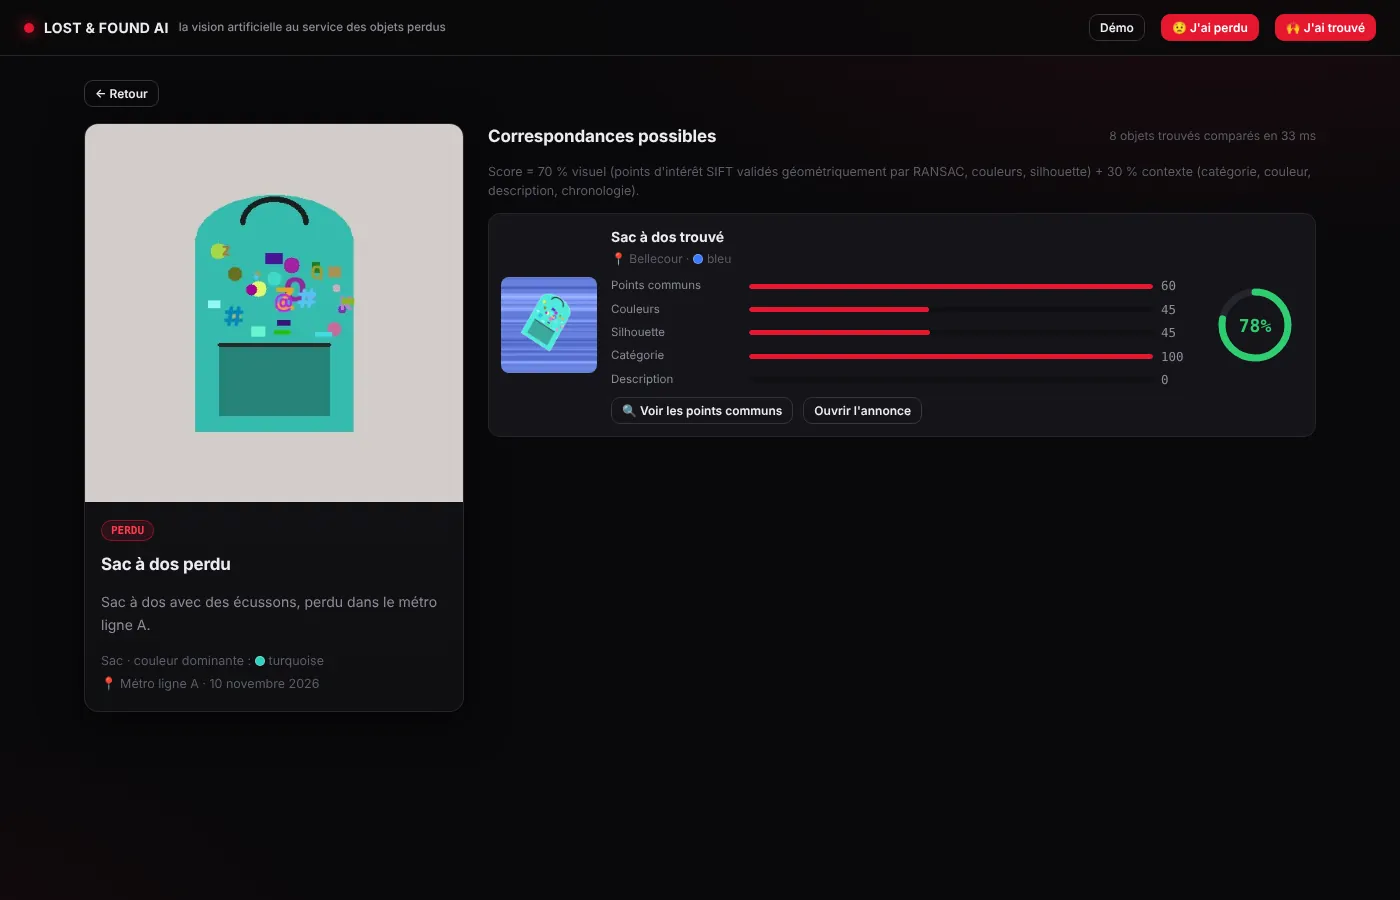 LOST & FOUND AI la vision artificielle au service des objets perdus
Démo
😟 J'ai perdu
🙌 J'ai trouvé
← Retour
Z
@
#
#
PERDU
Sac à dos perdu
Sac à dos avec des écussons, perdu dans le métro
ligne A.
Sac · couleur dominante : turquoise
📍 Métro ligne A · 10 novembre 2026
Correspondances possibles
8 objets trouvés comparés en 33 ms
Score = 70 % visuel (points d'intérêt SIFT validés géométriquement par RANSAC, couleurs, silhouette) + 30 % contexte (catégorie, couleur,
description, chronologie).
Sac à dos trouvé
📍 Bellecour · bleu
Points communs 60
Couleurs 45
Silhouette 45
Catégorie 100
Description 0
78%
🔍 Voir les points communs
Ouvrir l'annonce